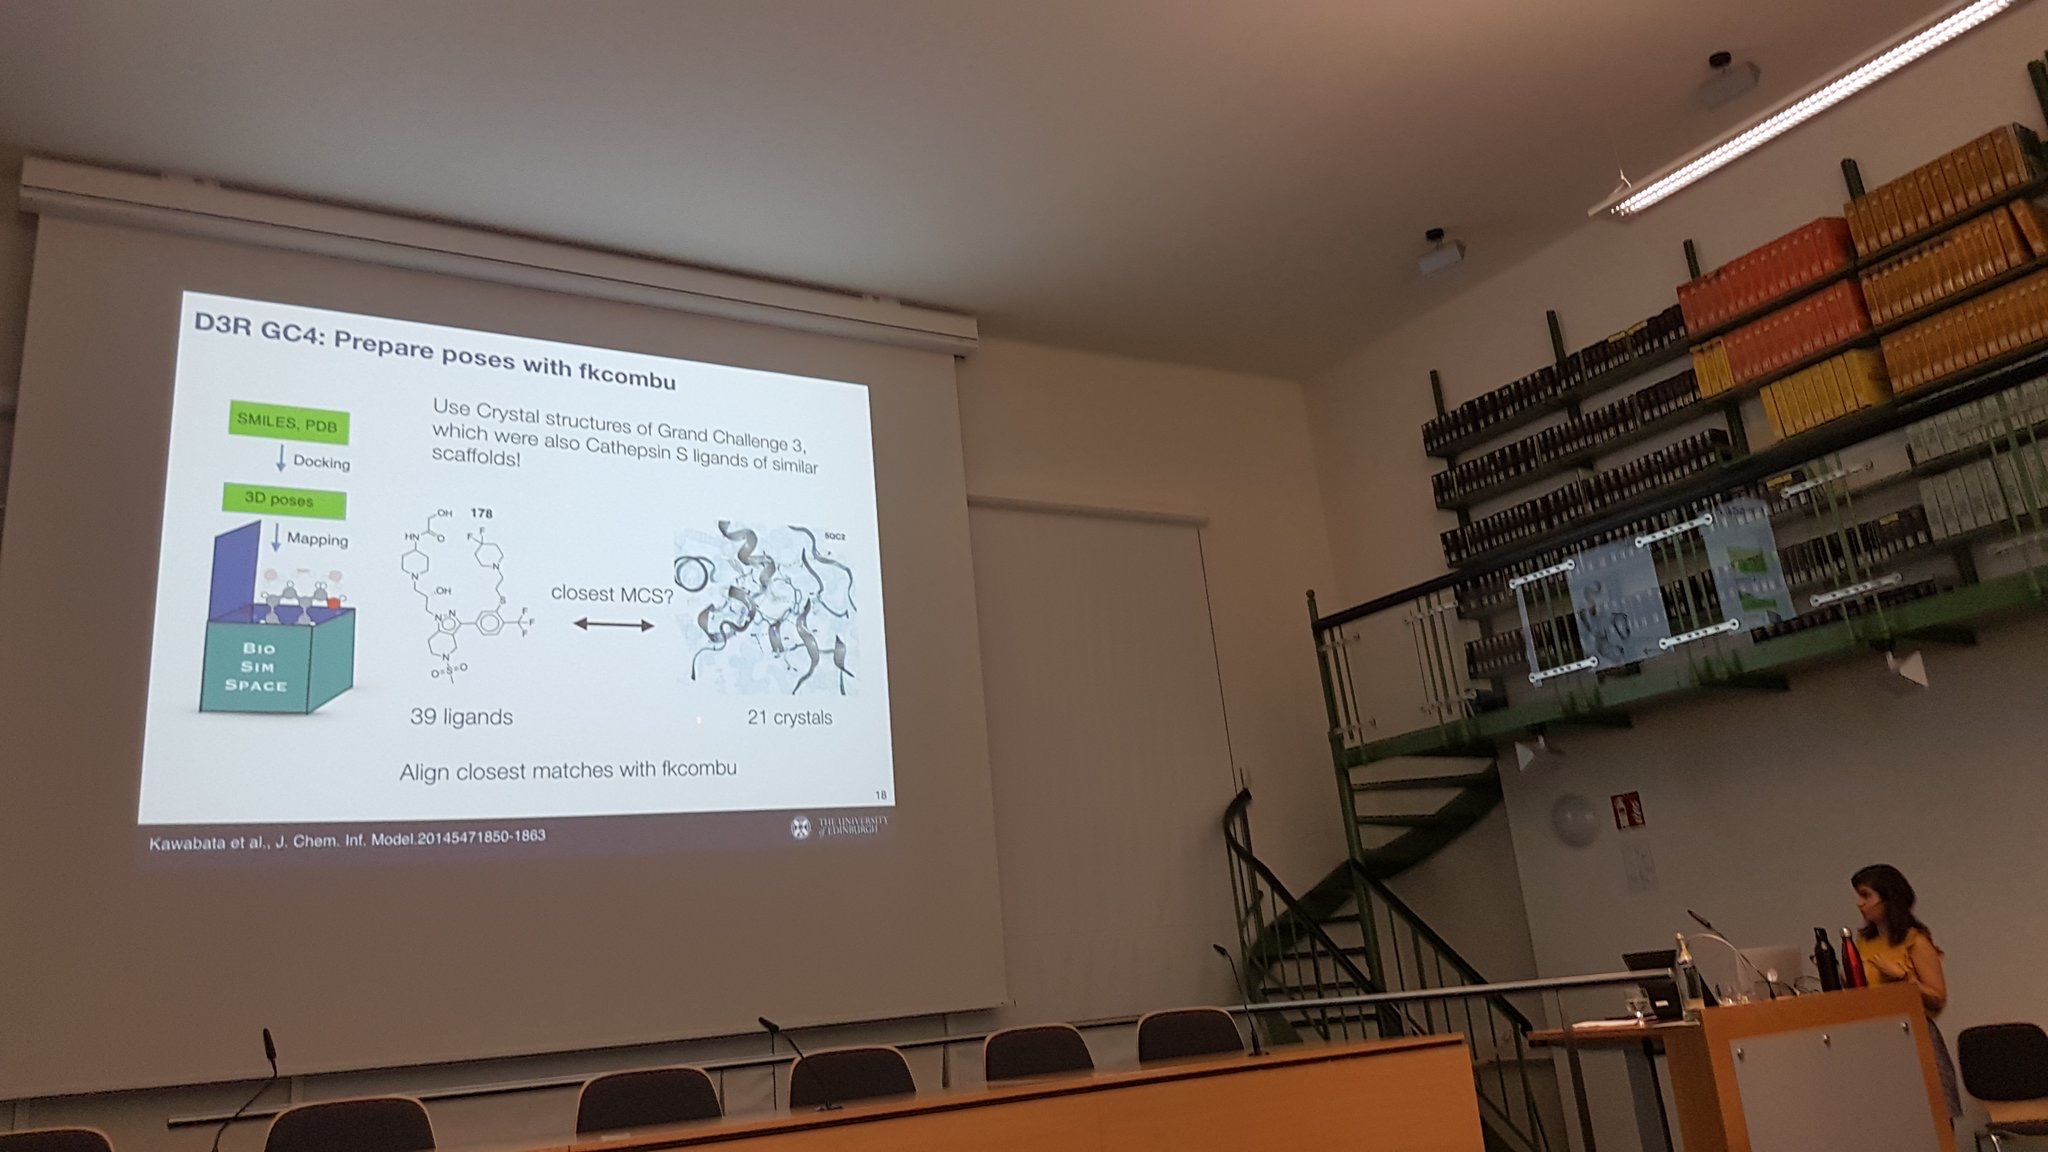 D3R GC4: Prepare poses with fkcombu
SMILES, PDB
Docking
3D poses
Mapping
BIO
SIM
SPACE
Use Crystal structures of Grand Challenge 3,
which were also Cathepsin S ligands of similar
scaffolds!
178
OH
O
HN
N
F
F
N
S
.OH
N
N
F
F
F
N
O=S=O
closest MCS?
5QC2
39 ligands
21 crystals
Align closest matches with fkcombu
18
Kawabata et al., J. Chem. Inf. Model.20145471850-1863
THE UNIVERSITY
of EDINBURGH